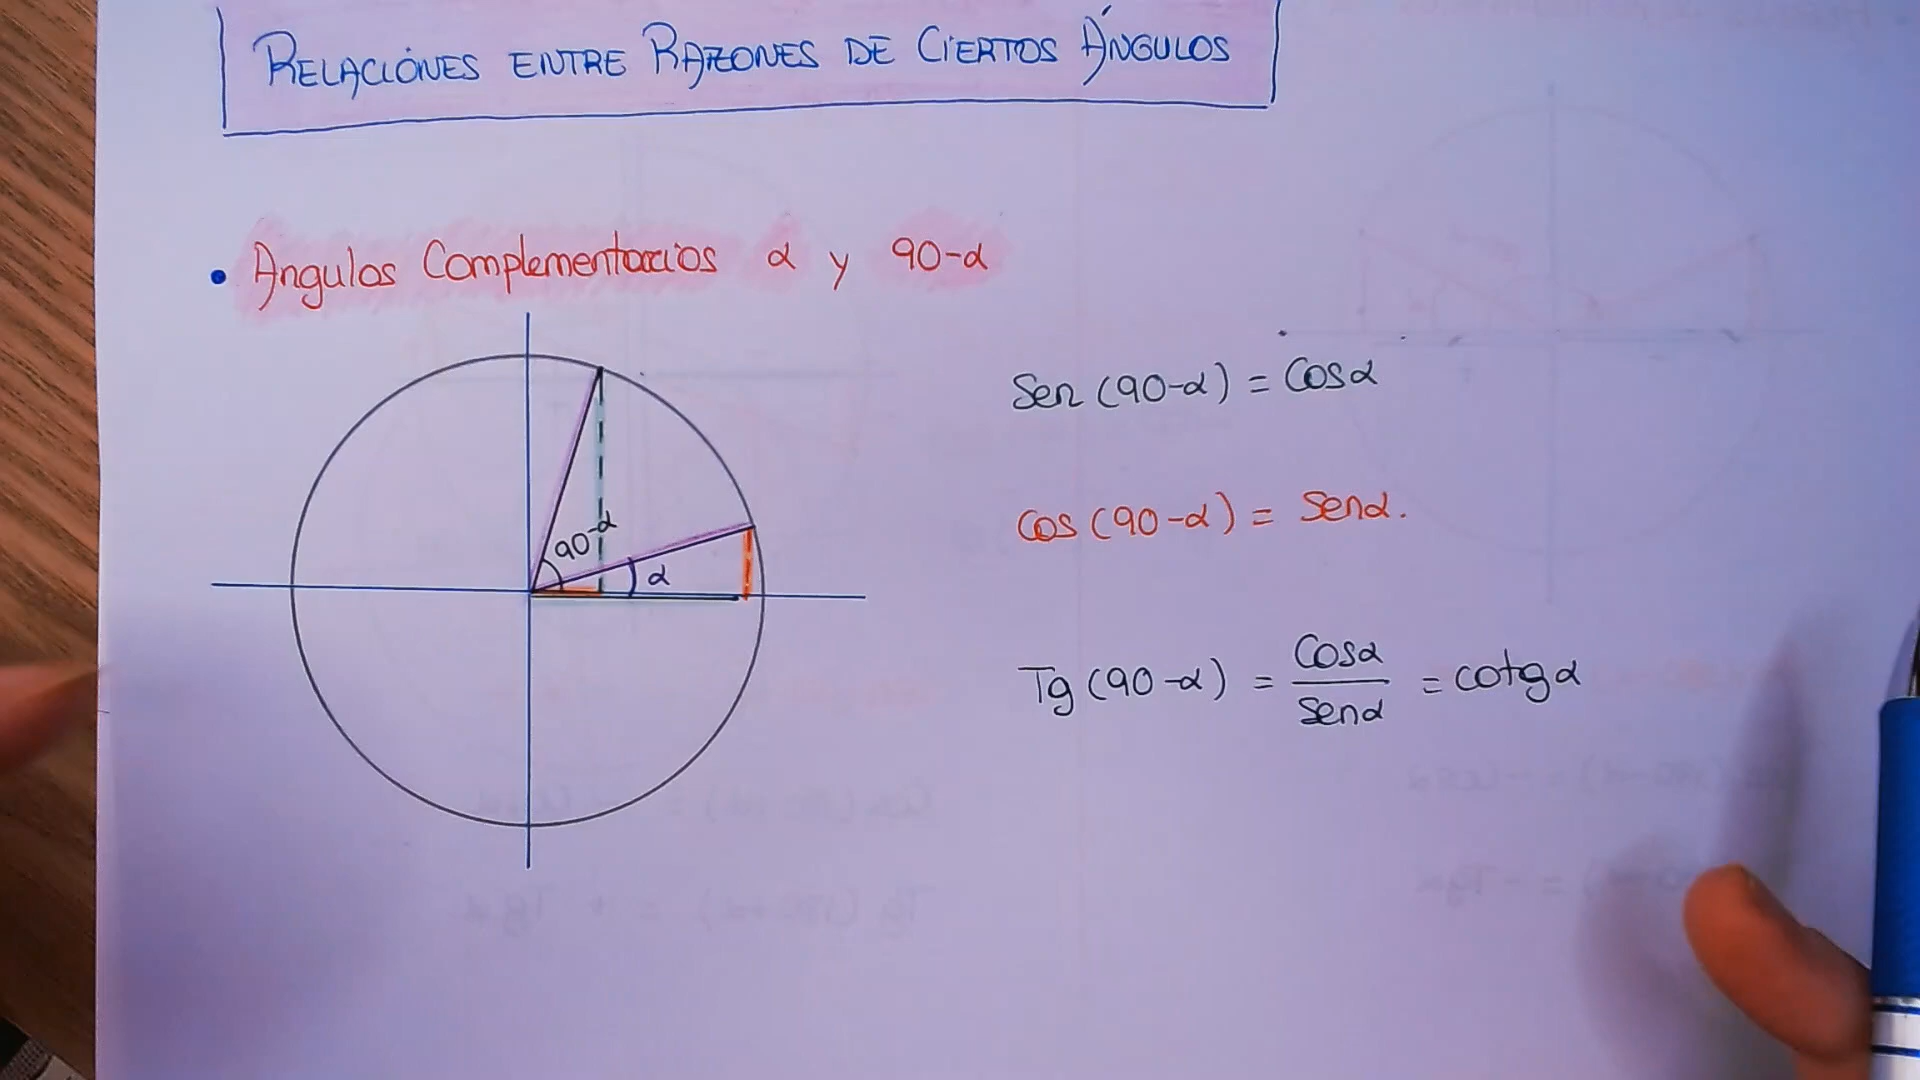 RELACIONES ENTRE RAZONES DE CIERTOS ÁNGULOS
• Angulos Complementarios α y 90-α
Sen (90-α) = Cosα
90-α
α
Cos (90-α) = Senα.
Tg (90-α) = Cosα / Senα = cotg α